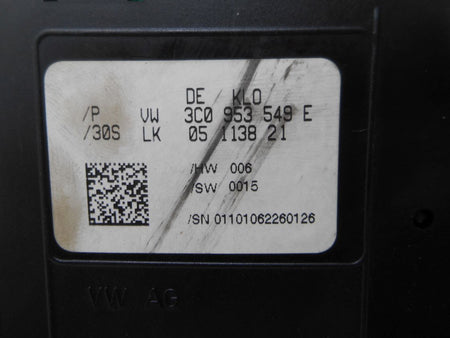 DE KLO
/P VW 3C0 953 549 E
/30S LK 05 1138 21
/HW 006
/SW 0015
/SN 01101062260126
VW AG